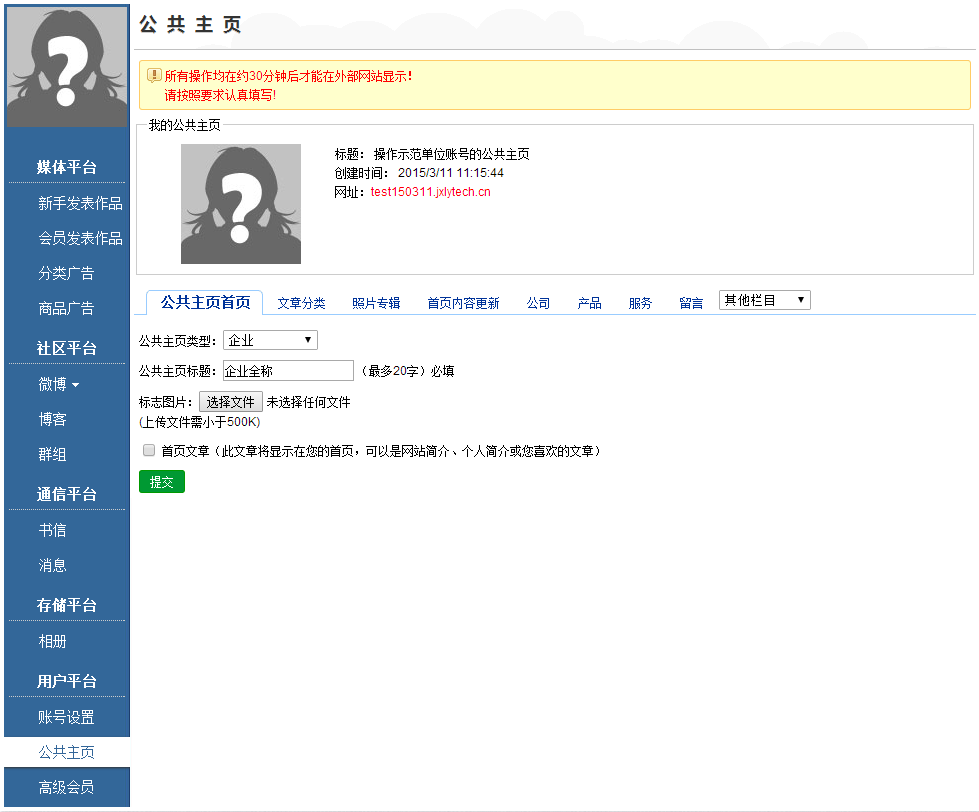 公共主页
所有操作均在约30分钟后才能在外部网站显示!
请按照要求认真填写!
我的公共主页
标题： 操作示范单位账号的公共主页
创建时间： 2015/3/11 11:15:44
网址：test150311.jxlytech.cn
媒体平台
新手发表作品
会员发表作品
分类广告
商品广告
社区平台
微博
博客
群组
通信平台
书信
消息
存储平台
相册
用户平台
账号设置
公共主页
高级会员
公共主页首页 文章分类 照片专辑 首页内容更新 公司 产品 服务 留言 其他栏目
公共主页类型：企业
公共主页标题：企业全称 （最多20字）必填
标志图片： 选择文件 未选择任何文件
(上传文件需小于500K)
首页文章（此文章将显示在您的首页，可以是网站简介、个人简介或您喜欢的文章）
提交